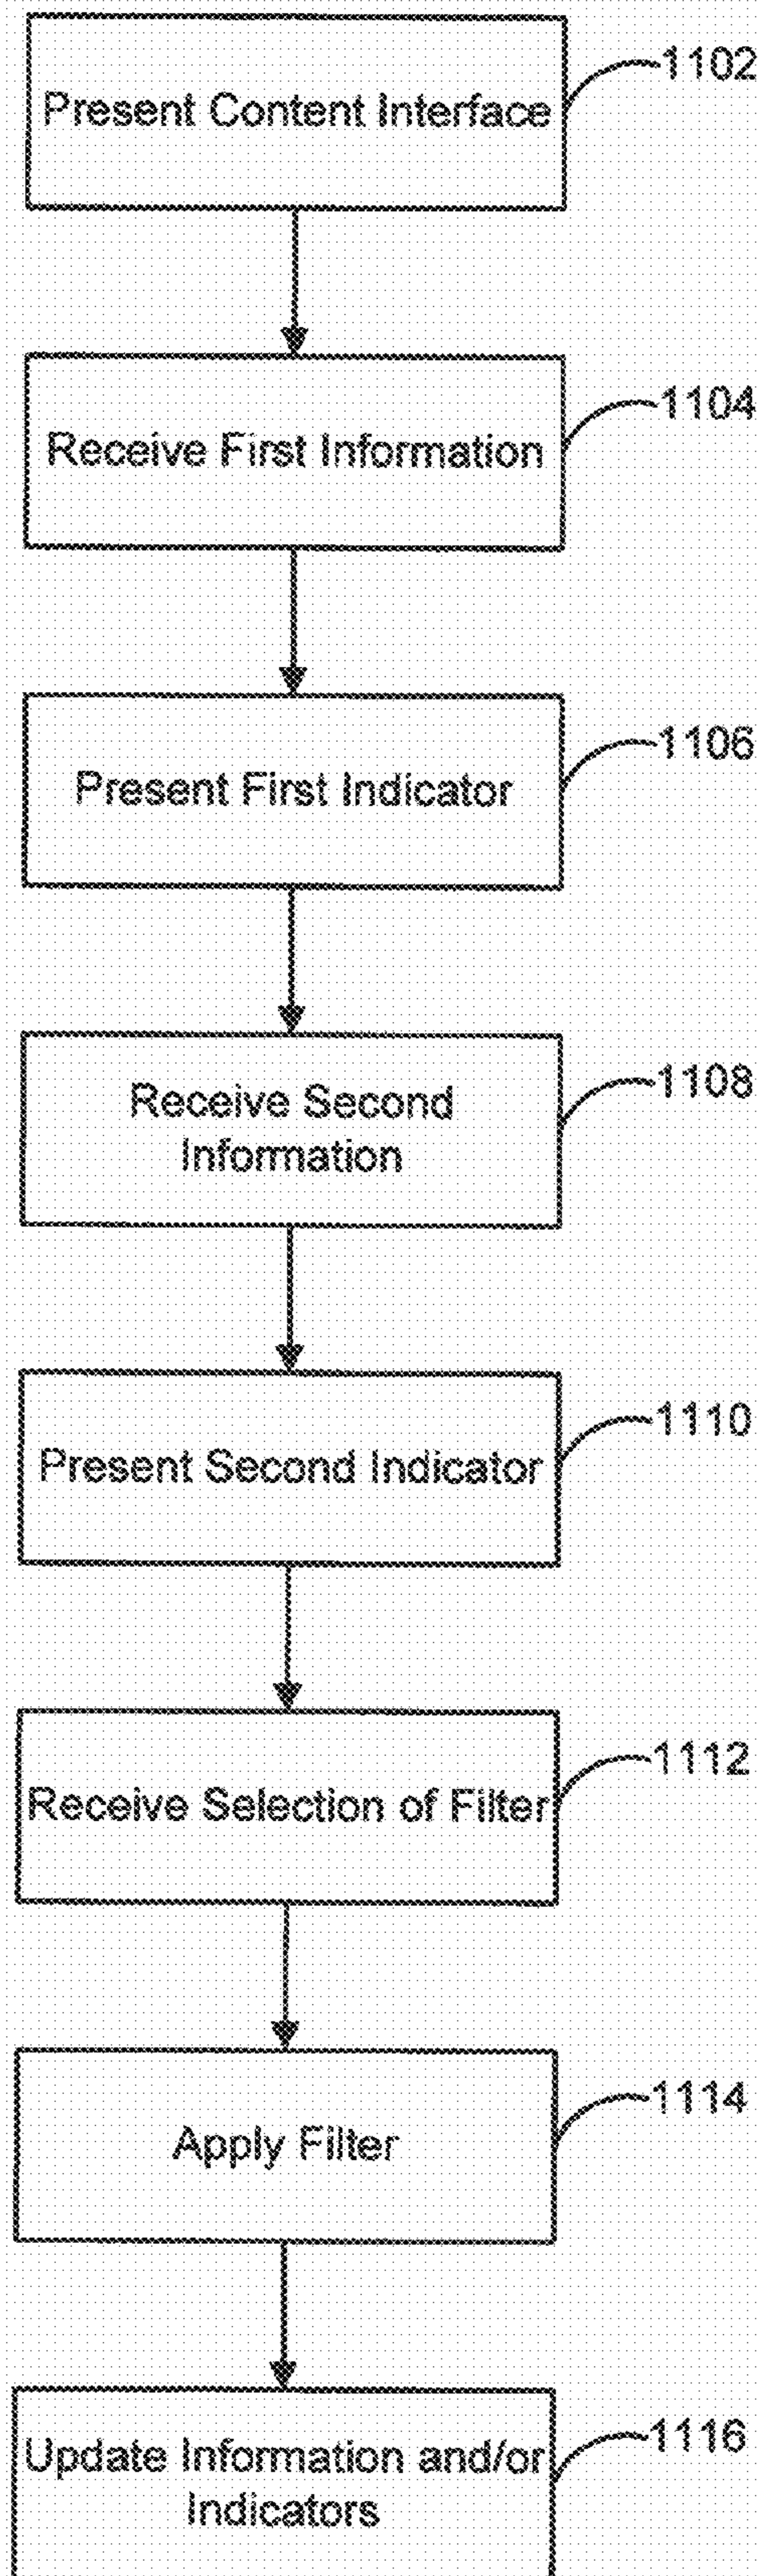 Present Content Interface
1102
Receive First Information
1104
Present First Indicator
1106
Receive Second
Information
1108
Present Second Indicator
1110
Receive Selection of Filter
1112
Apply Filter
1114
Update Information and/or
Indicators
1116